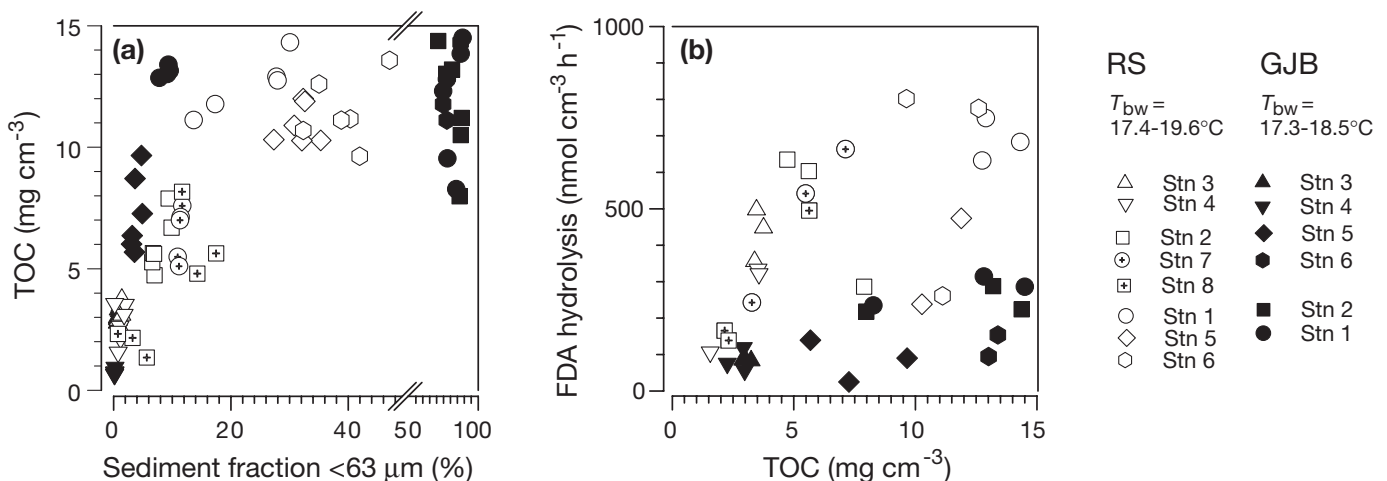 (a)
15
10
5
0
TOC (mg cm⁻³)
0 20 40 50 100
Sediment fraction <63 μm (%)
(b)
1000
500
0
FDA hydrolysis (nmol cm⁻³ h⁻¹)
0 5 10 15
TOC (mg cm⁻³)
RS
Tbw =
17.4-19.6°C
Stn 3
Stn 4
Stn 2
Stn 7
Stn 8
Stn 1
Stn 5
Stn 6
GJB
Tbw =
17.3-18.5°C
Stn 3
Stn 4
Stn 5
Stn 6
Stn 2
Stn 1